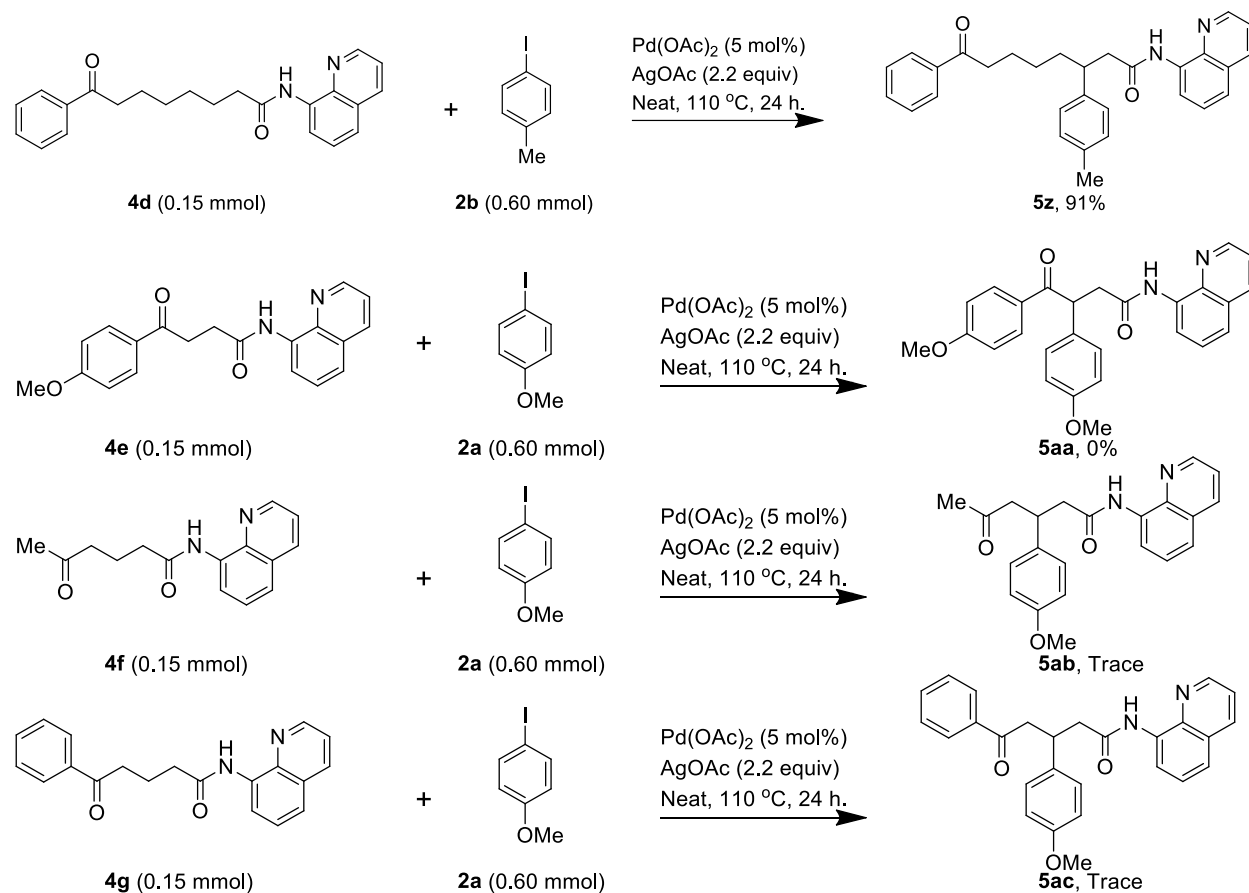 O
H
N
N
O
+
I
Me
Pd(OAc)2 (5 mol%)
AgOAc (2.2 equiv)
Neat, 110 oC, 24 h.
O
H
N
N
O
Me
4d (0.15 mmol)
2b (0.60 mmol)
5z, 91%
O
H
N
N
O
MeO
+
I
OMe
Pd(OAc)2 (5 mol%)
AgOAc (2.2 equiv)
Neat, 110 oC, 24 h.
O
H
N
N
O
MeO
OMe
4e (0.15 mmol)
2a (0.60 mmol)
5aa, 0%
Me
O
H
N
N
O
+
I
OMe
Pd(OAc)2 (5 mol%)
AgOAc (2.2 equiv)
Neat, 110 oC, 24 h.
Me
O
H
N
N
O
OMe
4f (0.15 mmol)
2a (0.60 mmol)
5ab, Trace
O
H
N
N
O
+
I
OMe
Pd(OAc)2 (5 mol%)
AgOAc (2.2 equiv)
Neat, 110 oC, 24 h.
O
H
N
N
O
OMe
4g (0.15 mmol)
2a (0.60 mmol)
5ac, Trace